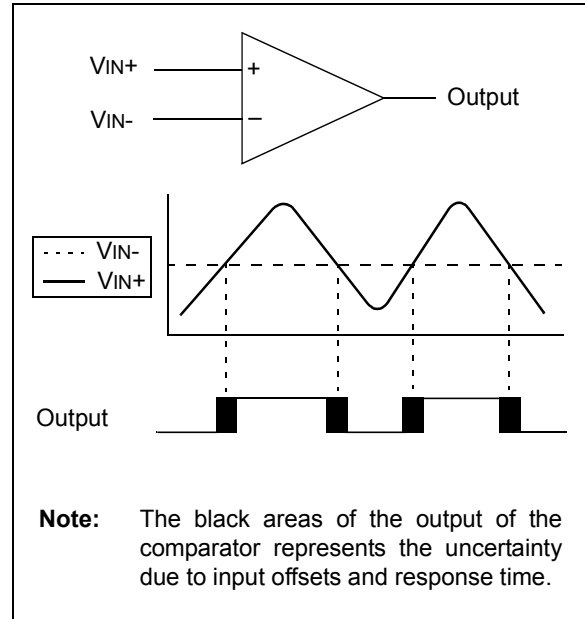 VIN+
+
Output
VIN-
–
VIN-
VIN+
Output
Note: The black areas of the output of the
comparator represents the uncertainty
due to input offsets and response time.